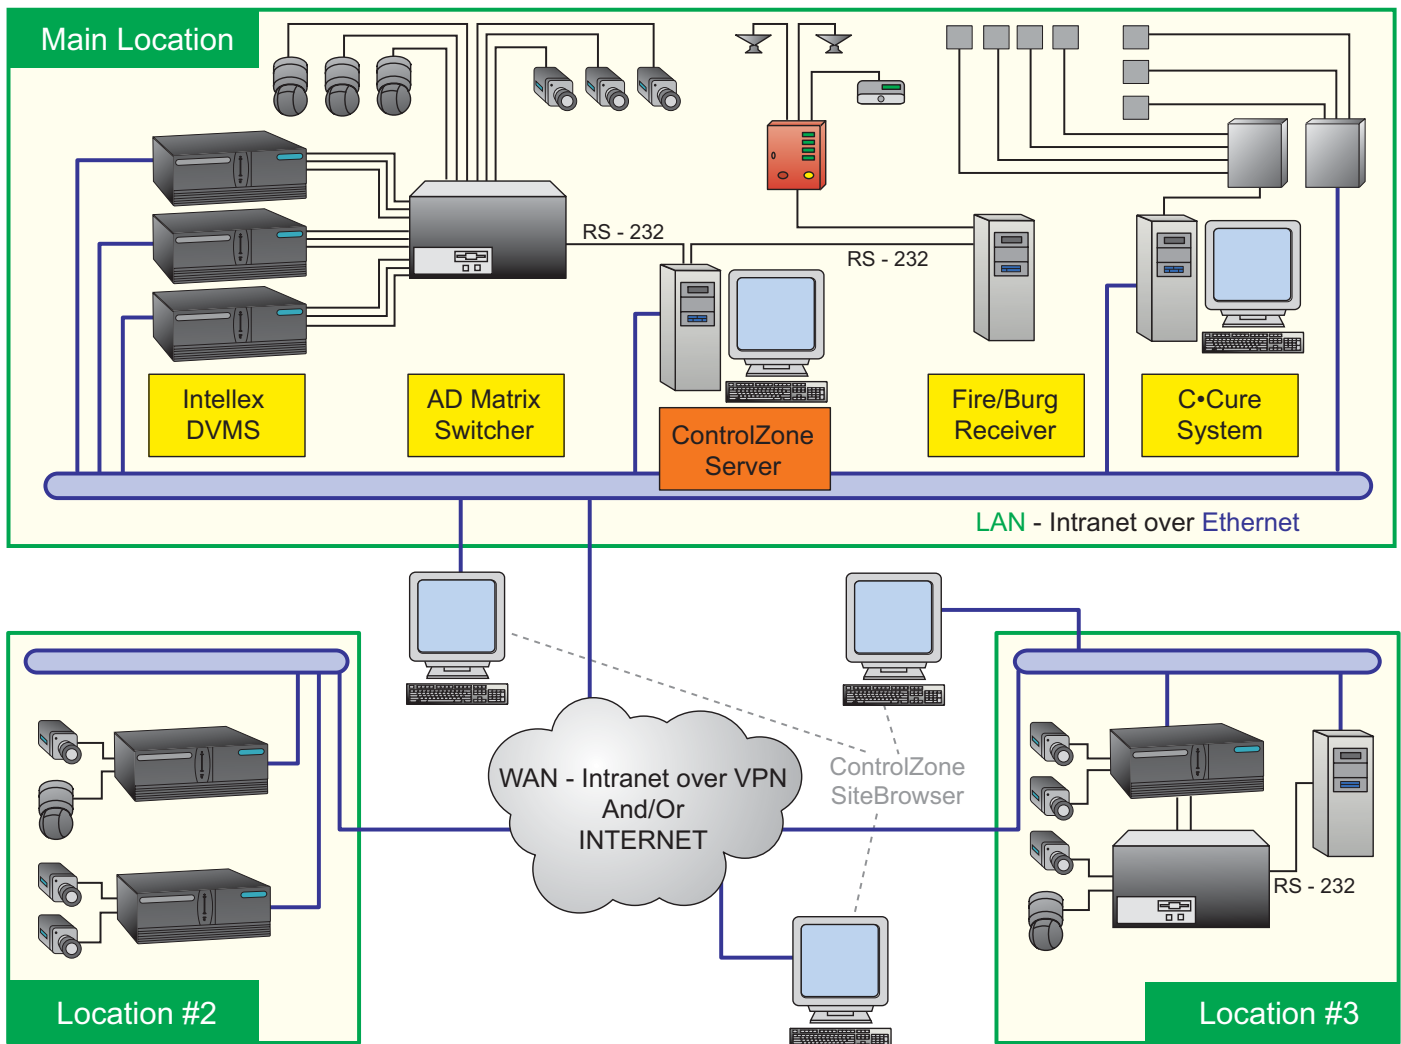 Main Location
RS - 232
RS - 232
Intellex
DVMS
AD Matrix
Switcher
ControlZone
Server
Fire/Burg
Receiver
C•Cure
System
LAN - Intranet over Ethernet
WAN - Intranet over VPN
And/Or
INTERNET
ControlZone
SiteBrowser
RS - 232
Location #2
Location #3